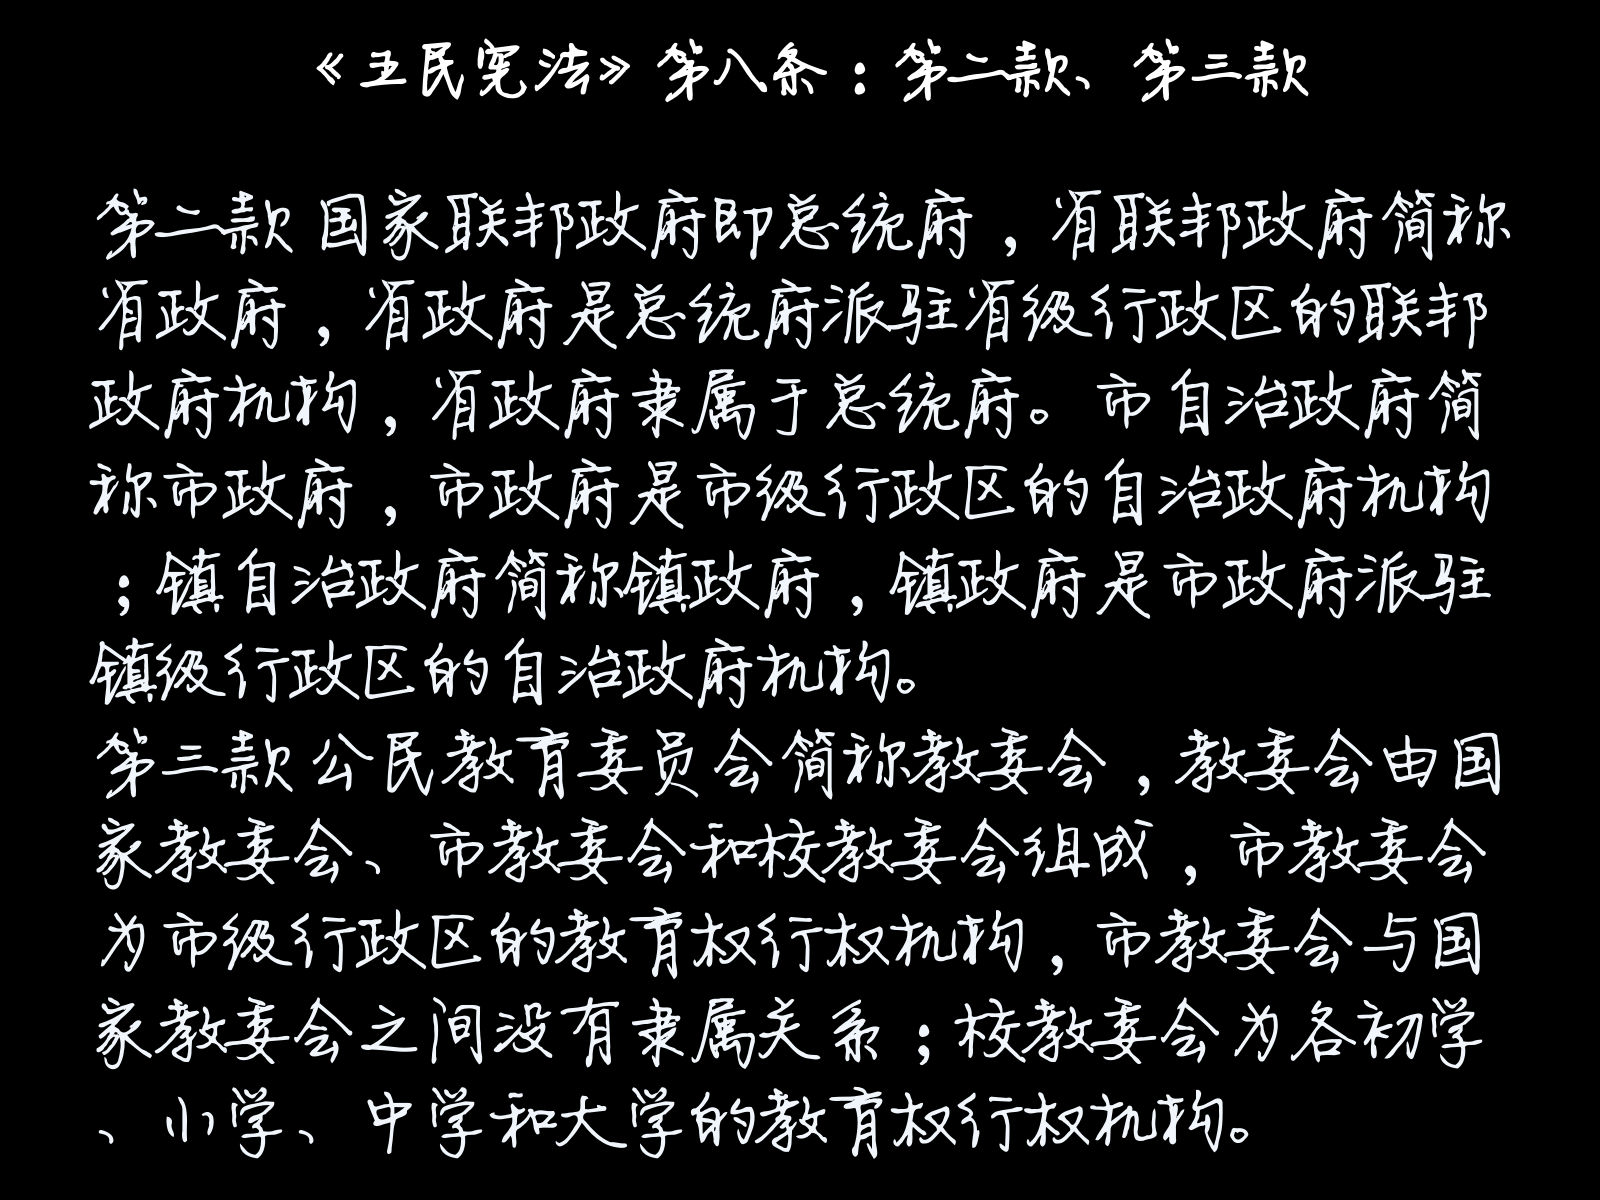 《王民宪法》第八条：第二款、第三款
第二款 国家联邦政府即总统府，省联邦政府简称
省政府，省政府是总统府派驻省级行政区的联邦
政府机构，省政府隶属于总统府。市自治政府简
称市政府，市政府是市级行政区的自治政府机构
；镇自治政府简称镇政府，镇政府是市政府派驻
镇级行政区的自治政府机构。
第三款 公民教育委员会简称教委会，教委会由国
家教委会、市教委会和校教委会组成，市教委会
为市级行政区的教育权行权机构，市教委会与国
家教委会之间没有隶属关系；校教委会为各初学
、小学、中学和大学的教育权行权机构。